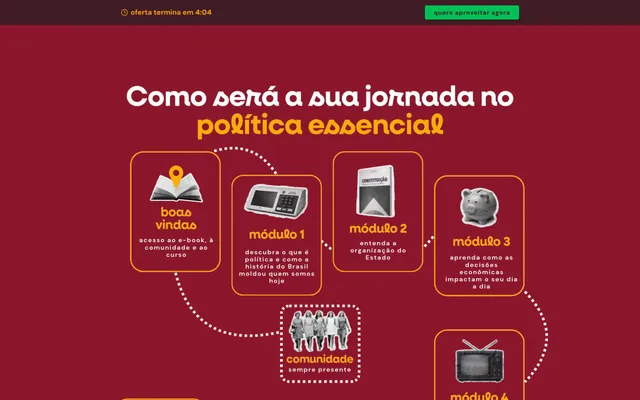 oferta termina em 4:04
quero aproveitar agora
Como será a sua jornada no
política essencial
boas
vindas
acesso ao e-book, à
comunidade e ao
curso
módulo 1
descubra o que é
política e como a
história do Brasil
moldou quem somos
hoje
CONSTITUIÇÃO
módulo 2
entenda a
organização do
Estado
módulo 3
aprenda como as
decisões
econômicas
impactam o seu dia
a dia
comunidade
sempre presente
módulo 4